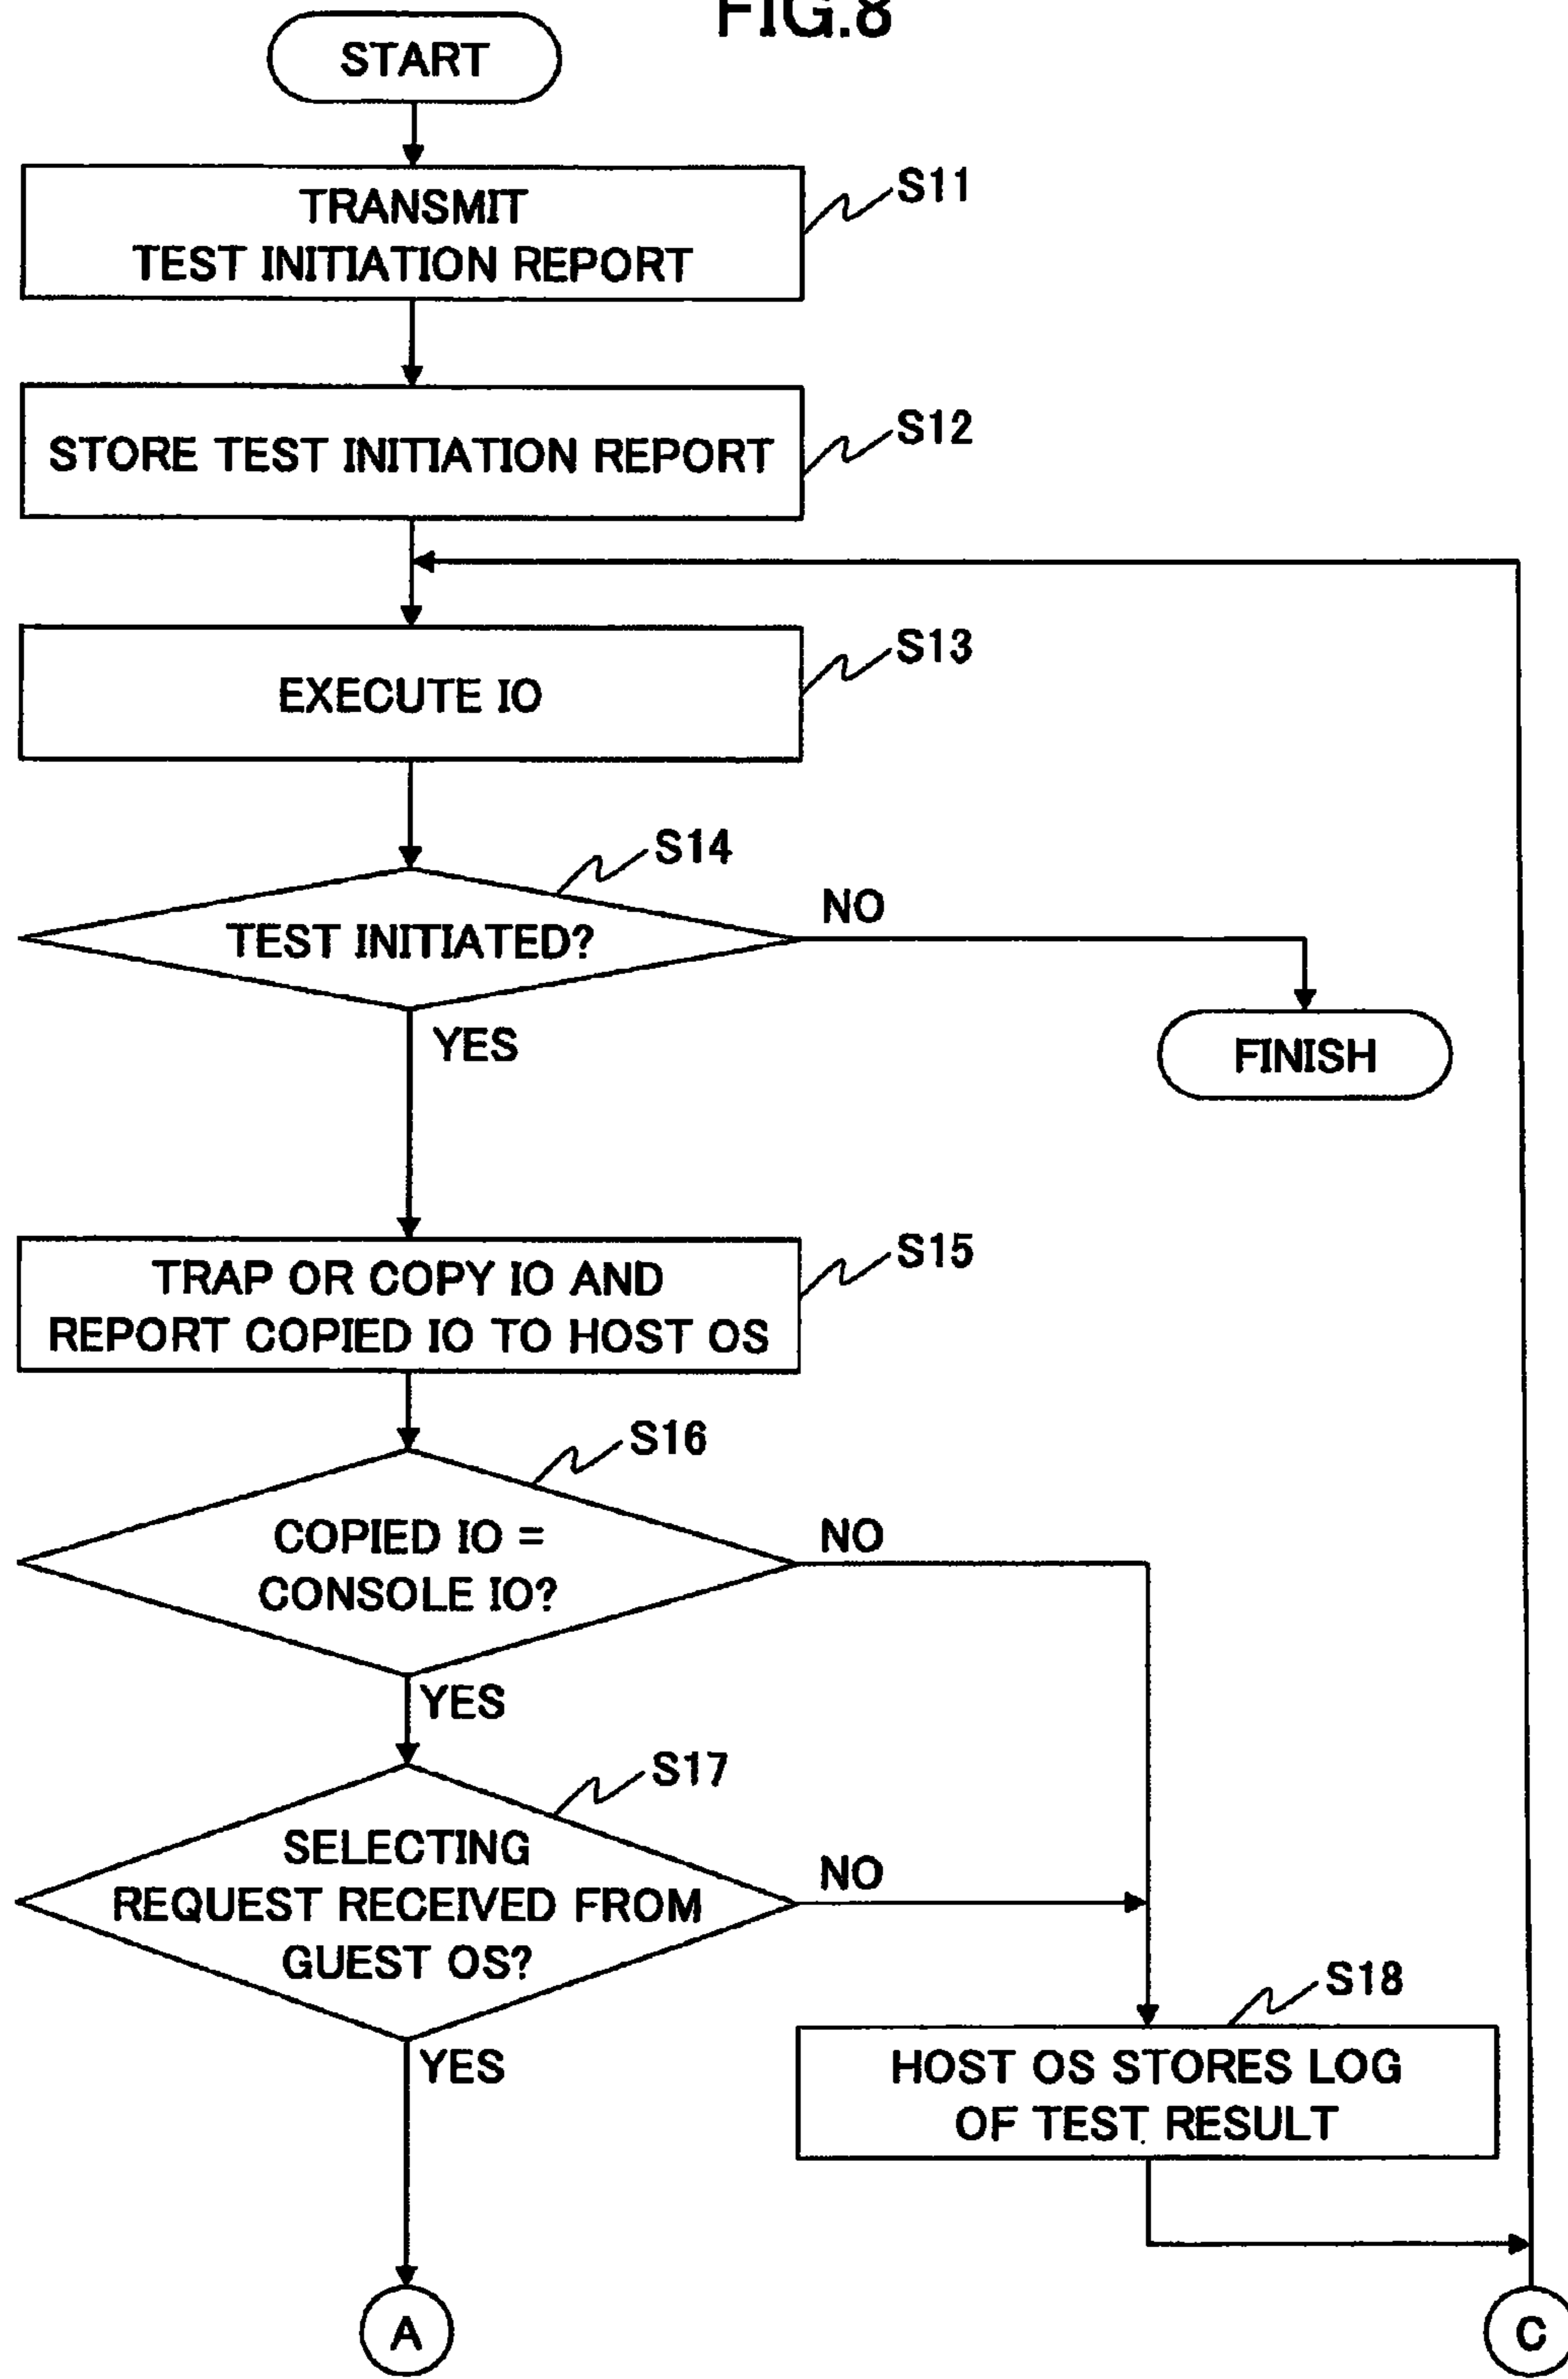 FIG.8
START
TRANSMIT
TEST INITIATION REPORT
S11
STORE TEST INITIATION REPORT
S12
EXECUTE IO
S13
S14
TEST INITIATED?
NO
YES
FINISH
TRAP OR COPY IO AND
REPORT COPIED IO TO HOST OS
S15
S16
COPIED IO =
CONSOLE IO?
NO
YES
S17
SELECTING
REQUEST RECEIVED FROM
GUEST OS?
NO
YES
S18
HOST OS STORES LOG
OF TEST RESULT
A
C